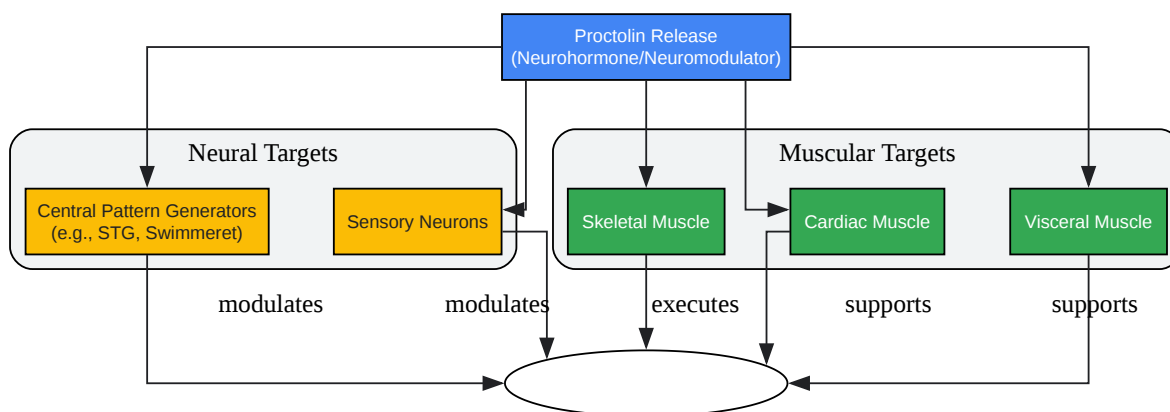 Proctolin Release
(Neurohormone/Neuromodulator)
Neural Targets
Muscular Targets
Central Pattern Generators
(e.g., STG, Swimmeret)
Sensory Neurons
Skeletal Muscle
Cardiac Muscle
Visceral Muscle
modulates
modulates
executes
supports
supports